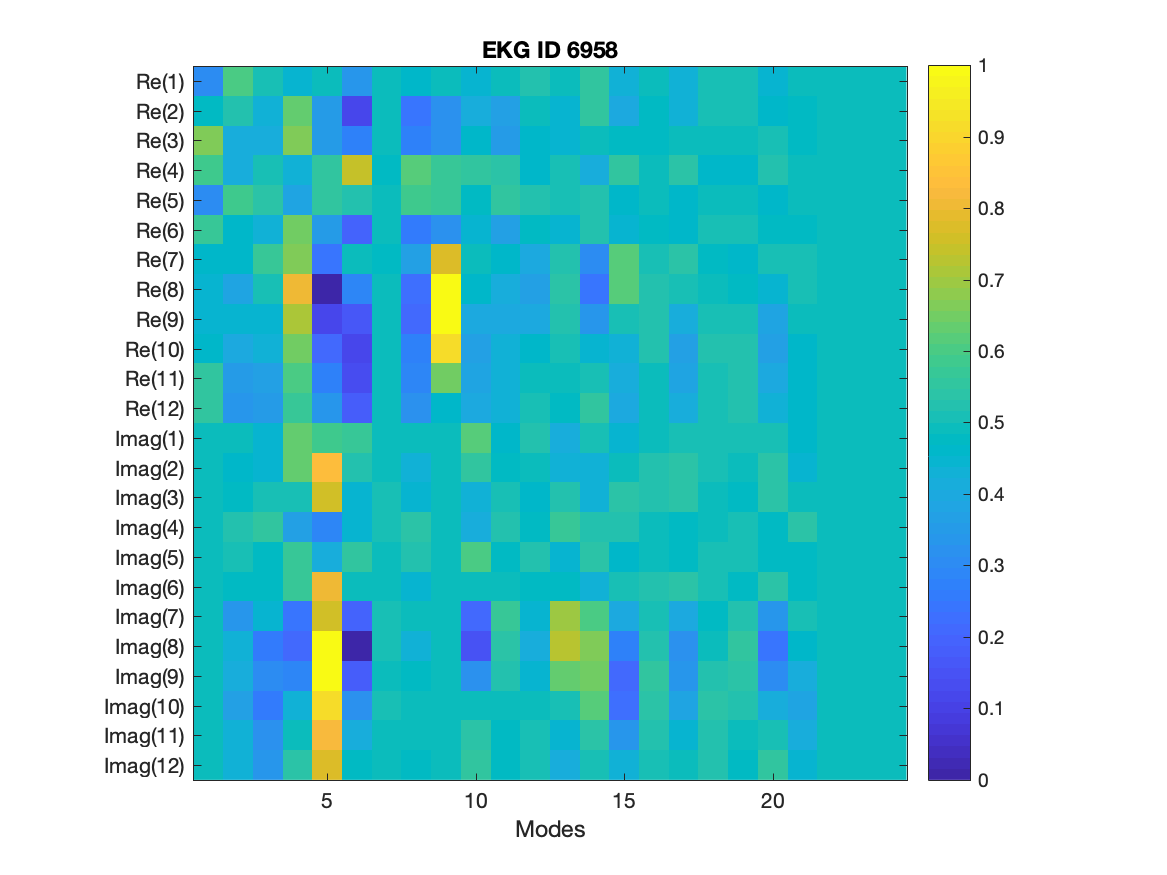 EKG ID 6958
Re(1)
Re(2)
Re(3)
Re(4)
Re(5)
Re(6)
Re(7)
Re(8)
Re(9)
Re(10)
Re(11)
Re(12)
Imag(1)
Imag(2)
Imag(3)
Imag(4)
Imag(5)
Imag(6)
Imag(7)
Imag(8)
Imag(9)
Imag(10)
Imag(11)
Imag(12)
5 10 15 20
Modes
1
0.9
0.8
0.7
0.6
0.5
0.4
0.3
0.2
0.1
0